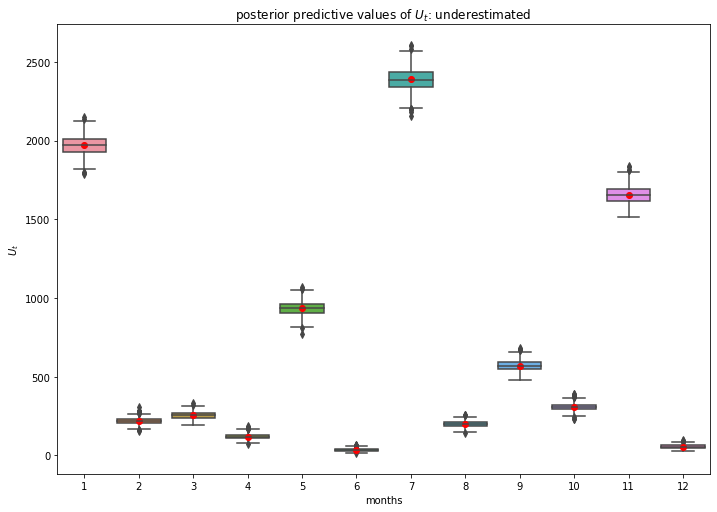 posterior predictive values of U_t: underestimated
2500
2000
1500
1000
500
0
U_t
1 2 3 4 5 6 7 8 9 10 11 12
months